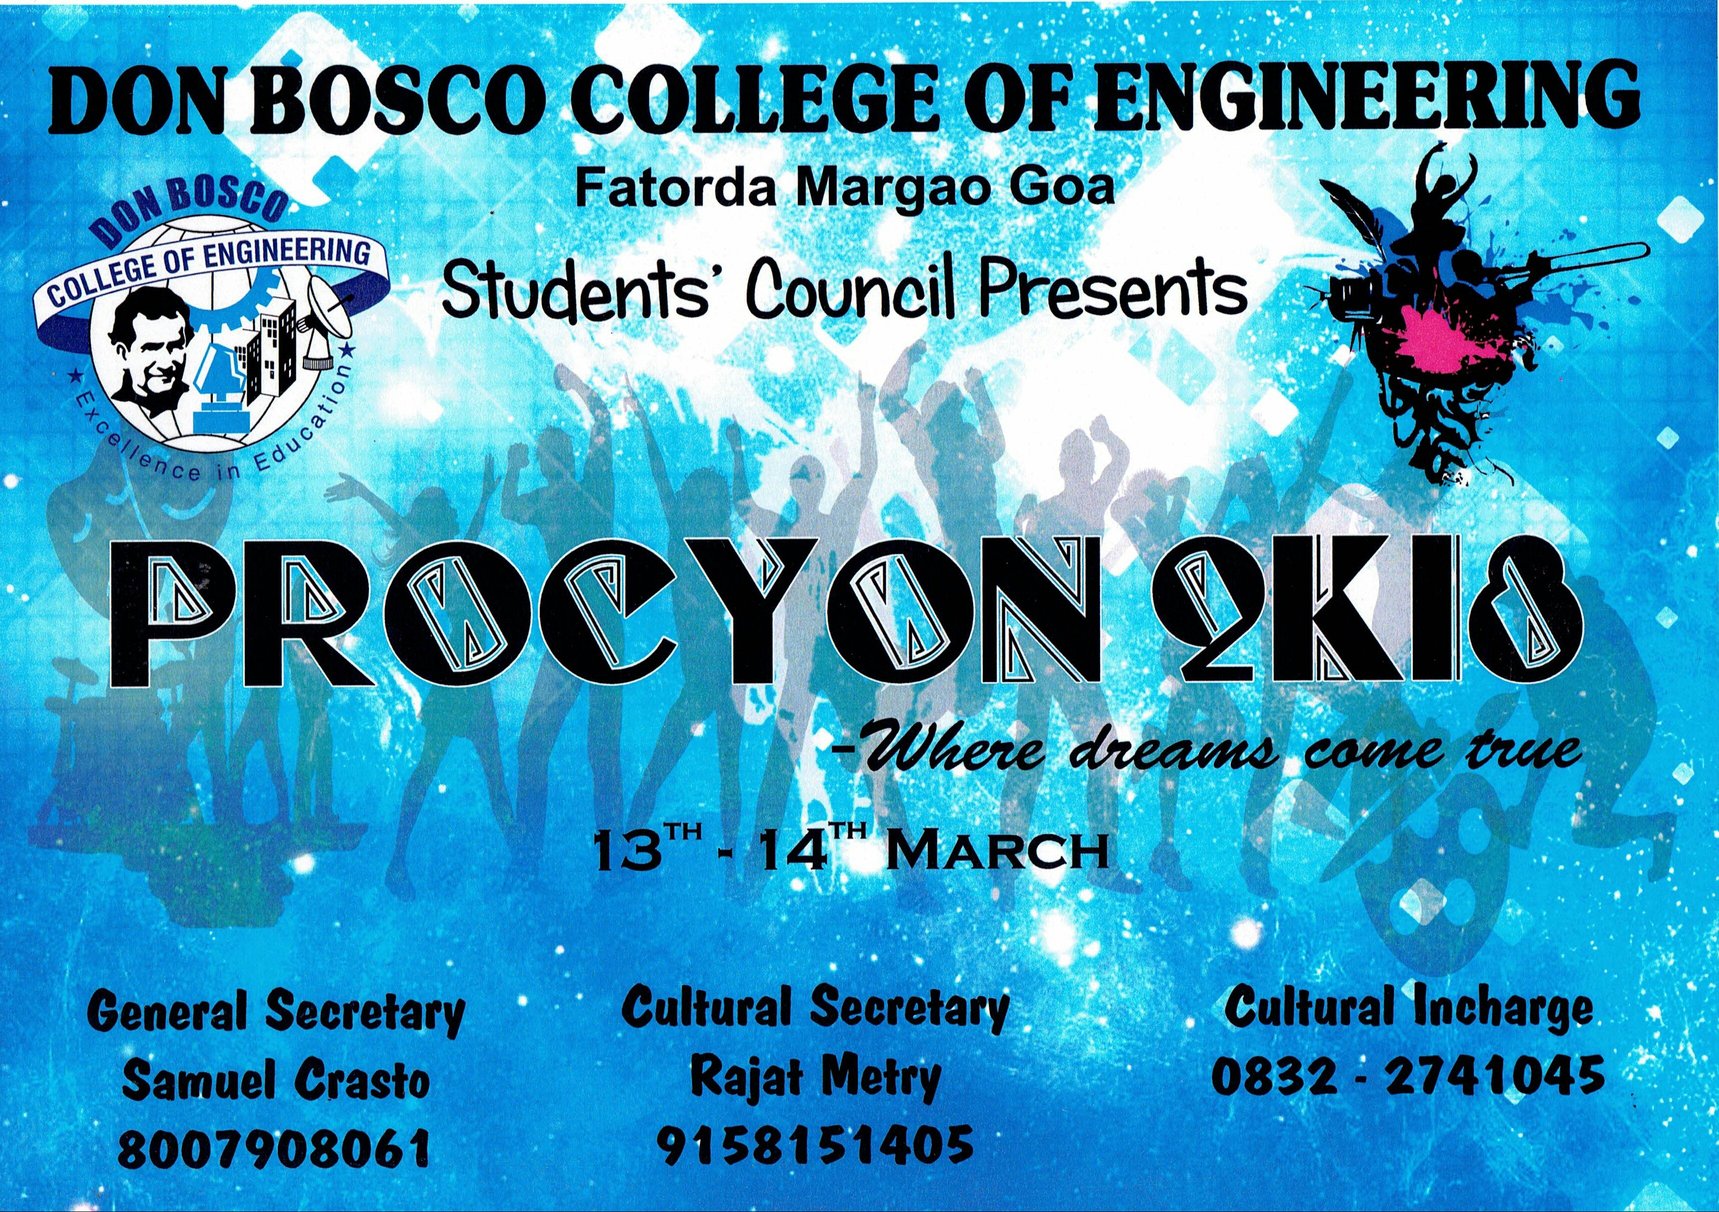 DON BOSCO COLLEGE OF ENGINEERING
Fatorda Margao Goa
DON BOSCO
COLLEGE OF ENGINEERING
★ Excellence in Education ★
Students' Council Presents
PROCYON 2K18
-Where dreams come true
13TH - 14TH MARCH
General Secretary
Samuel Crasto
8007908061
Cultural Secretary
Rajat Metry
9158151405
Cultural Incharge
0832 - 2741045